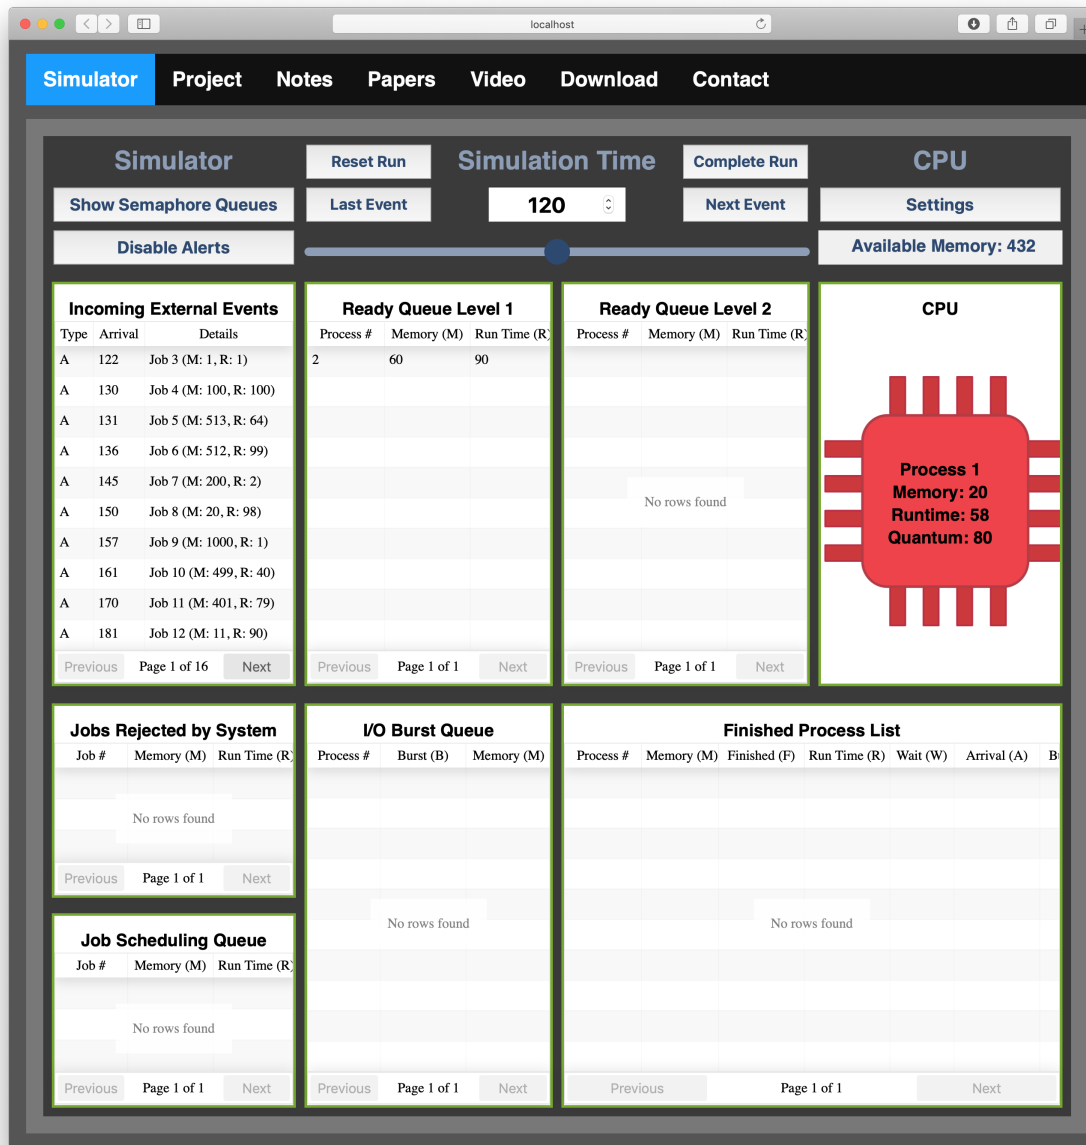 localhost
Simulator Project Notes Papers Video Download Contact
Simulator Reset Run Simulation Time Complete Run CPU
Show Semaphore Queues Last Event 120 Next Event Settings
Disable Alerts Available Memory: 432
Incoming External Events
Type Arrival Details
A 122 Job 3 (M: 1, R: 1)
A 130 Job 4 (M: 100, R: 100)
A 131 Job 5 (M: 513, R: 64)
A 136 Job 6 (M: 512, R: 99)
A 145 Job 7 (M: 200, R: 2)
A 150 Job 8 (M: 20, R: 98)
A 157 Job 9 (M: 1000, R: 1)
A 161 Job 10 (M: 499, R: 40)
A 170 Job 11 (M: 401, R: 79)
A 181 Job 12 (M: 11, R: 90)
Previous Page 1 of 16 Next
Ready Queue Level 1
Process # Memory (M) Run Time (R)
2 60 90
Previous Page 1 of 1 Next
Ready Queue Level 2
Process # Memory (M) Run Time (R)
No rows found
Previous Page 1 of 1 Next
CPU
Process 1
Memory: 20
Runtime: 58
Quantum: 80
Jobs Rejected by System
Job # Memory (M) Run Time (R)
No rows found
Previous Page 1 of 1 Next
Job Scheduling Queue
Job # Memory (M) Run Time (R)
No rows found
Previous Page 1 of 1 Next
I/O Burst Queue
Process # Burst (B) Memory (M)
No rows found
Previous Page 1 of 1 Next
Finished Process List
Process # Memory (M) Finished (F) Run Time (R) Wait (W) Arrival (A)
No rows found
Previous Page 1 of 1 Next